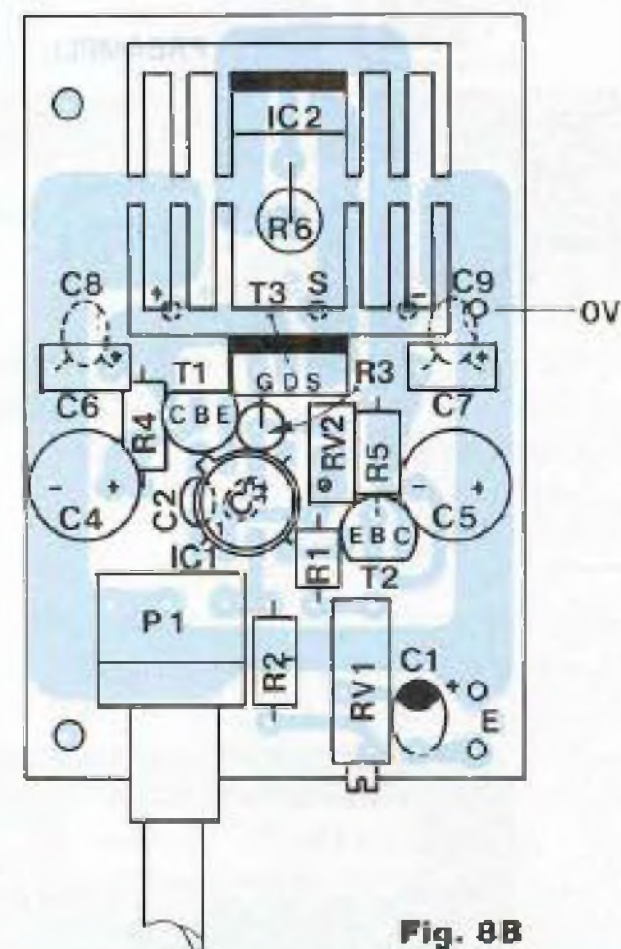 IC2
R6
C8
+
T3
S
-
C9
0V
G D S
R3
T1
C6
R4
C B E
RV2
R5
C7
- +
C4
C2
IC1
1
R1
E B C
T2
- +
C5
P1
R2
RV1
C1
+
E
Fig. 8B